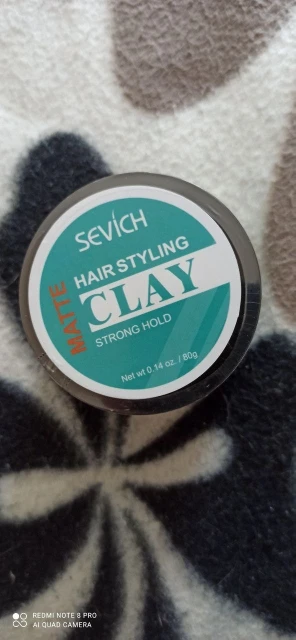 SEVICH
HAIR STYLING
MATTE
CLAY
STRONG HOLD
Net wt 0.14 oz. / 80g
REDMI NOTE 8 PRO
AI QUAD CAMERA